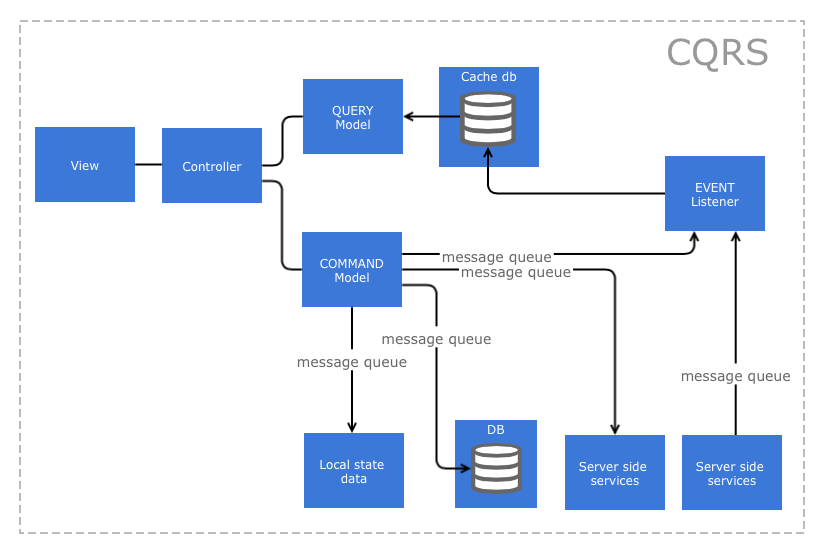 CQRS
Cache db
QUERY
Model
View
Controller
EVENT
Listener
COMMAND
Model
message queue
message queue
message queue
message queue
message queue
DB
Local state
data
Server side
services
Server side
services